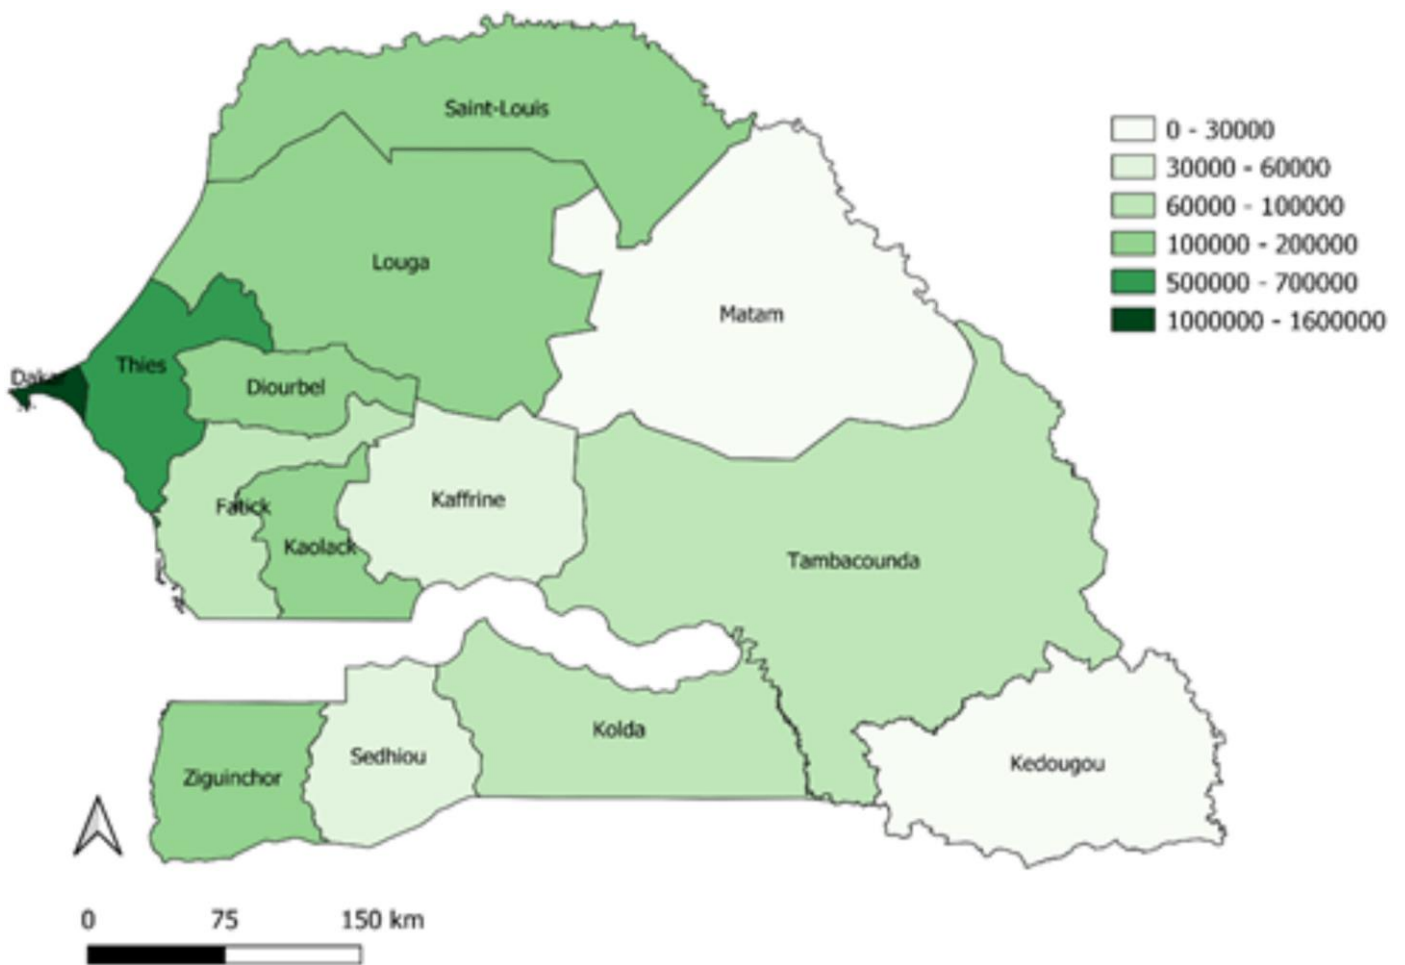 Saint-Louis
0 - 30000
30000 - 60000
60000 - 100000
100000 - 200000
500000 - 700000
1000000 - 1600000
Louga
Matam
Thies
Dakar
Diourbel
Kaffrine
Fatick
Kaolack
Tambacounda
Kolda
Sedhiou
Ziguinchor
Kedougou
0 75 150 km